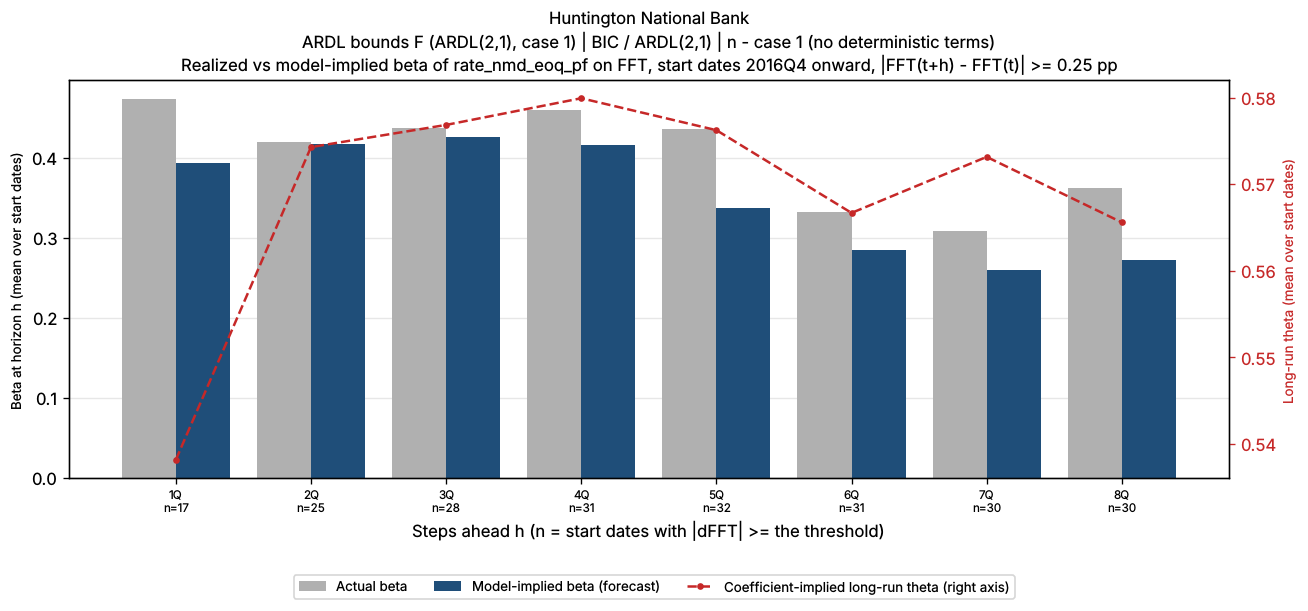 Huntington National Bank
ARDL bounds F (ARDL(2,1), case 1) | BIC / ARDL(2,1) | n - case 1 (no deterministic terms)
Realized vs model-implied beta of rate_nmd_eoq_pf on FFT, start dates 2016Q4 onward, |FFT(t+h) - FFT(t)| >= 0.25 pp
Beta at horizon h (mean over start dates)
0.4
0.3
0.2
0.1
0.0
0.58
0.57
0.56
0.55
0.54
Long-run theta (mean over start dates)
1Q 2Q 3Q 4Q 5Q 6Q 7Q 8Q
n=17 n=25 n=28 n=31 n=32 n=31 n=30 n=30
Steps ahead h (n = start dates with |dFFT| >= the threshold)
Actual beta Model-implied beta (forecast) Coefficient-implied long-run theta (right axis)